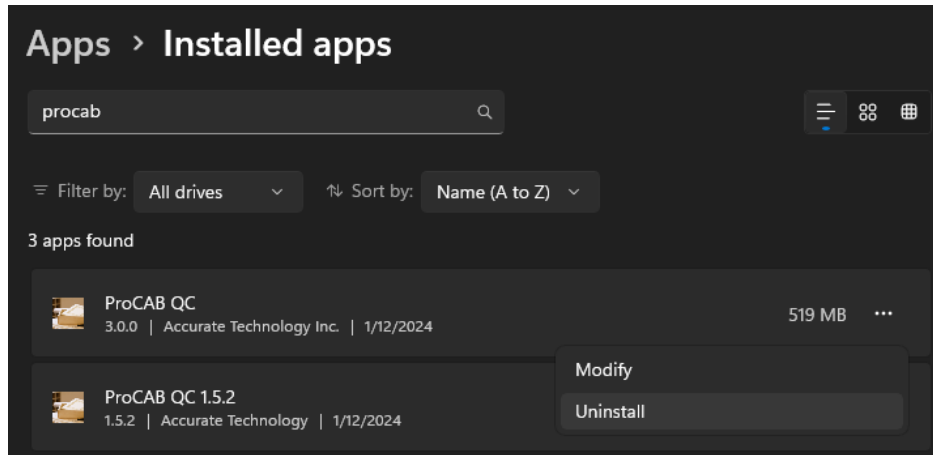 Apps > Installed apps
procab
Filter by: All drives Sort by: Name (A to Z)
3 apps found
ProCAB QC
3.0.0 | Accurate Technology Inc. | 1/12/2024
519 MB
Modify
Uninstall
ProCAB QC 1.5.2
1.5.2 | Accurate Technology | 1/12/2024